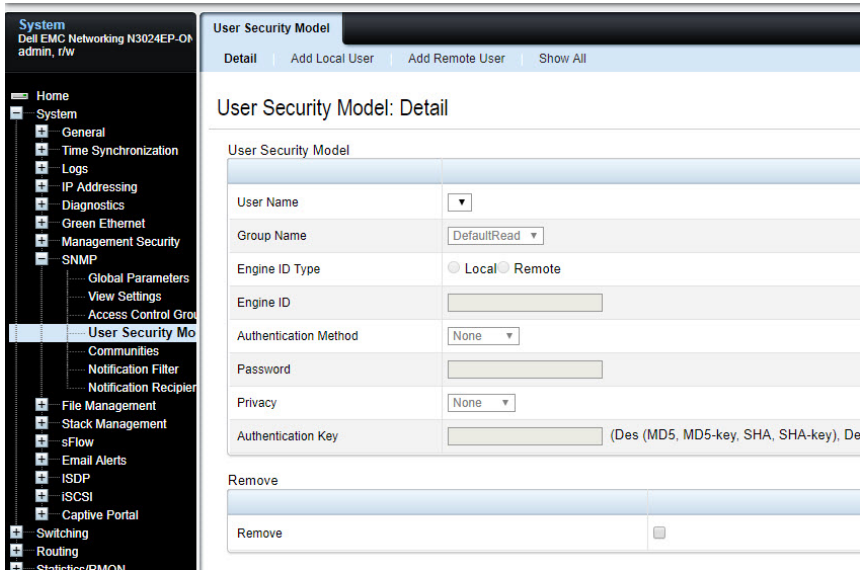 System
Dell EMC Networking N3024EP-ON
admin, r/w
Home
System
General
Time Synchronization
Logs
IP Addressing
Diagnostics
Green Ethernet
Management Security
SNMP
Global Parameters
View Settings
Access Control Grou
User Security Mo
Communities
Notification Filter
Notification Recipien
File Management
Stack Management
sFlow
Email Alerts
ISDP
iSCSI
Captive Portal
Switching
Routing
Statistics/RMON
User Security Model
Detail Add Local User Add Remote User Show All
User Security Model: Detail
User Security Model
User Name
Group Name DefaultRead
Engine ID Type Local Remote
Engine ID
Authentication Method None
Password
Privacy None
Authentication Key (Des (MD5, MD5-key, SHA, SHA-key), De
Remove
Remove